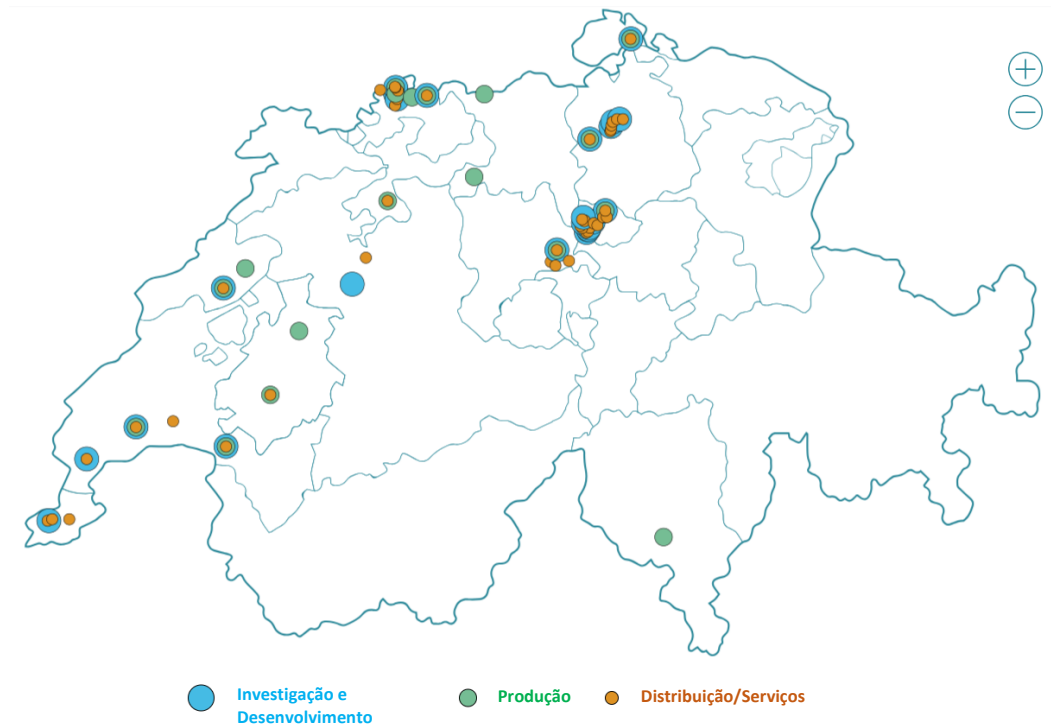 Investigação e
Desenvolvimento
Produção
Distribuição/Serviços